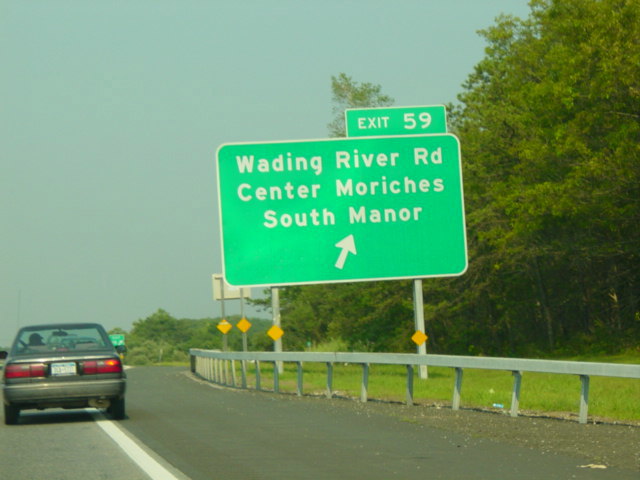 EXIT 59
Wading River Rd
Center Moriches
South Manor